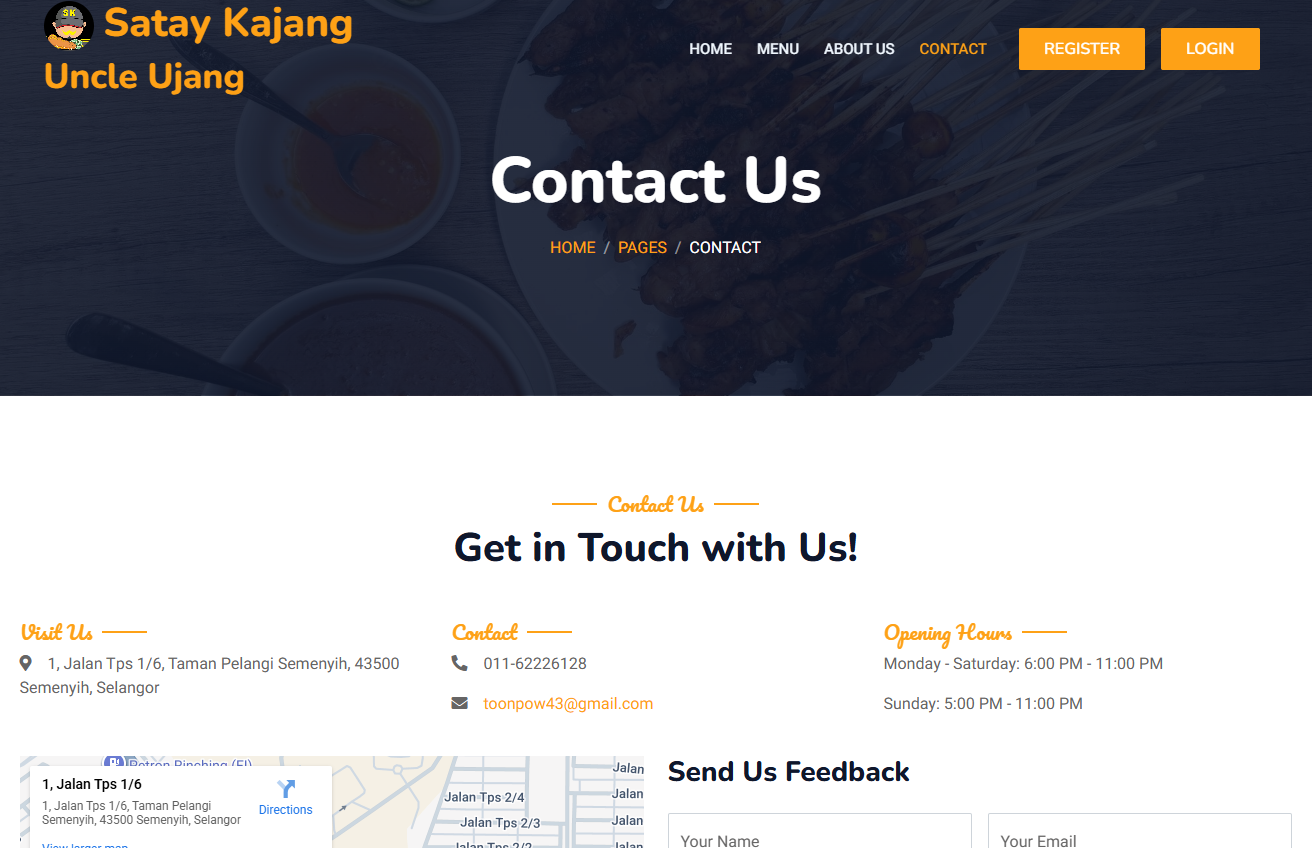 SK
Satay Kajang
Uncle Ujang
HOME MENU ABOUT US CONTACT REGISTER LOGIN
Contact Us
HOME / PAGES / CONTACT
Contact Us
Get in Touch with Us!
Visit Us
1, Jalan Tps 1/6, Taman Pelangi Semenyih, 43500
Semenyih, Selangor
Contact
011-62226128
toonpow43@gmail.com
Opening Hours
Monday - Saturday: 6:00 PM - 11:00 PM
Sunday: 5:00 PM - 11:00 PM
1, Jalan Tps 1/6
1, Jalan Tps 1/6, Taman Pelangi
Semenyih, 43500 Semenyih, Selangor
Directions
View larger map
Jalan
Jalan Tps 2/4
Jalan
Jalan Tps 2/3
Jalan
Jalan Tps 2/2
Jalan
Send Us Feedback
Your Name
Your Email